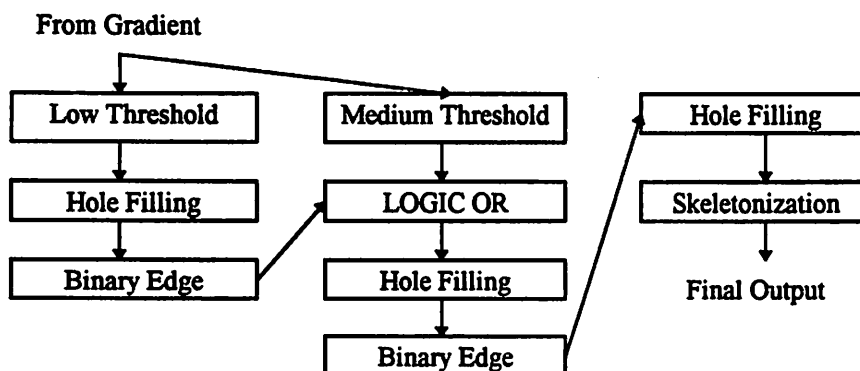 From Gradient
Low Threshold
Hole Filling
Binary Edge
Medium Threshold
LOGIC OR
Hole Filling
Binary Edge
Hole Filling
Skeletonization
Final Output